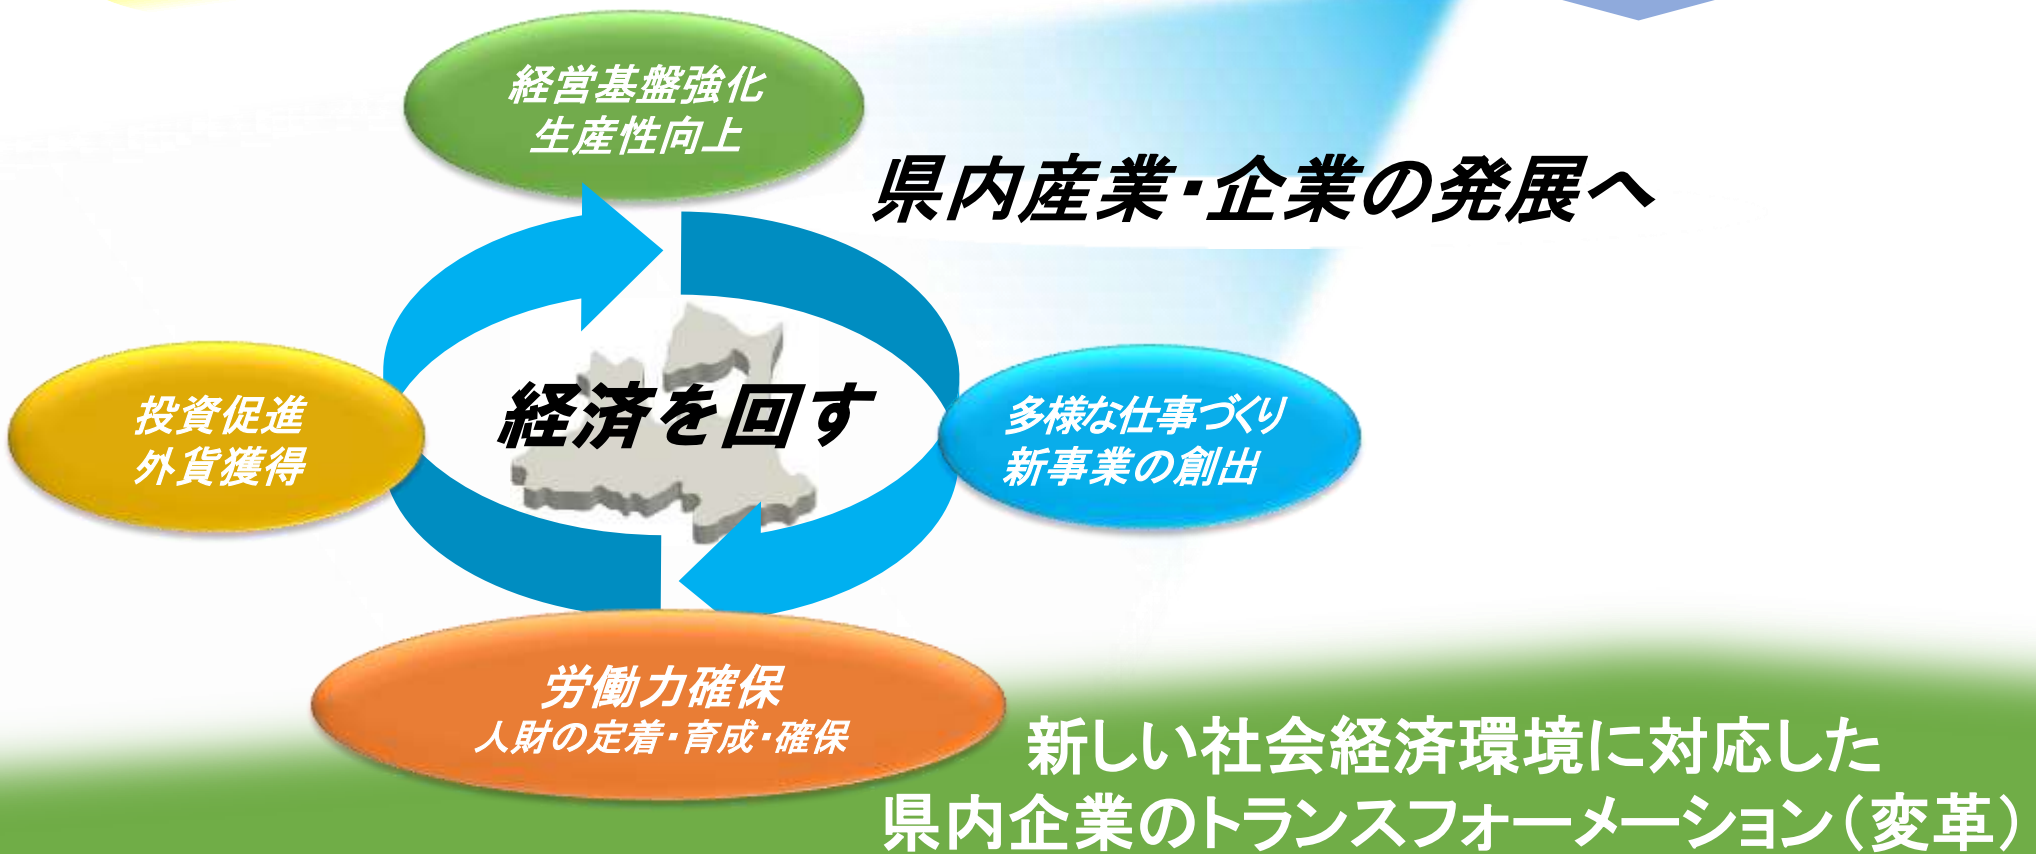 経営基盤強化
生産性向上
県内産業・企業の発展へ
投資促進
外貨獲得
経済を回す
多様な仕事づくり
新事業の創出
労働力確保
人財の定着・育成・確保
新しい社会経済環境に対応した
県内企業のトランスフォーメーション（変革）